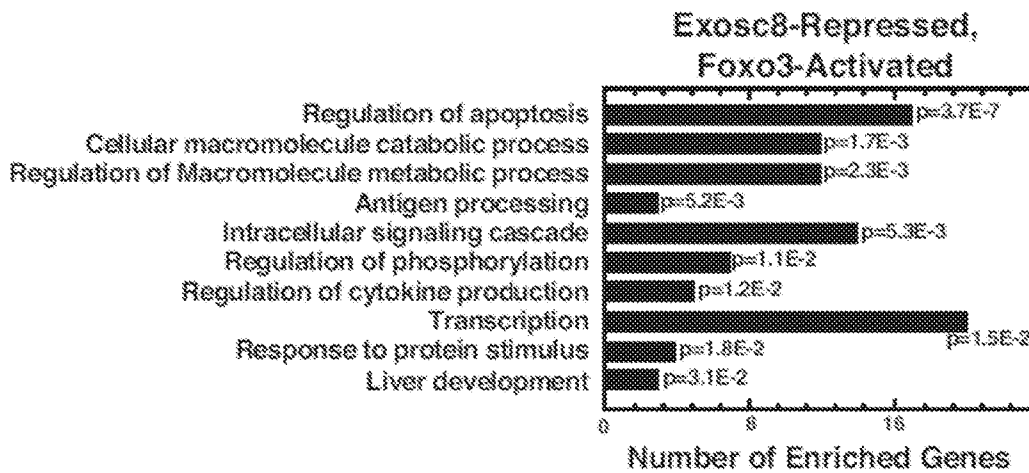 Exosc8-Repressed,
Foxo3-Activated
Regulation of apoptosis p=3.7E-7
Cellular macromolecule catabolic process p=1.7E-3
Regulation of Macromolecule metabolic process p=2.3E-3
Antigen processing p=5.2E-3
Intracellular signaling cascade p=5.3E-3
Regulation of phosphorylation p=1.1E-2
Regulation of cytokine production p=1.2E-2
Transcription p=1.5E-2
Response to protein stimulus p=1.8E-2
Liver development p=3.1E-2
0 8 16
Number of Enriched Genes